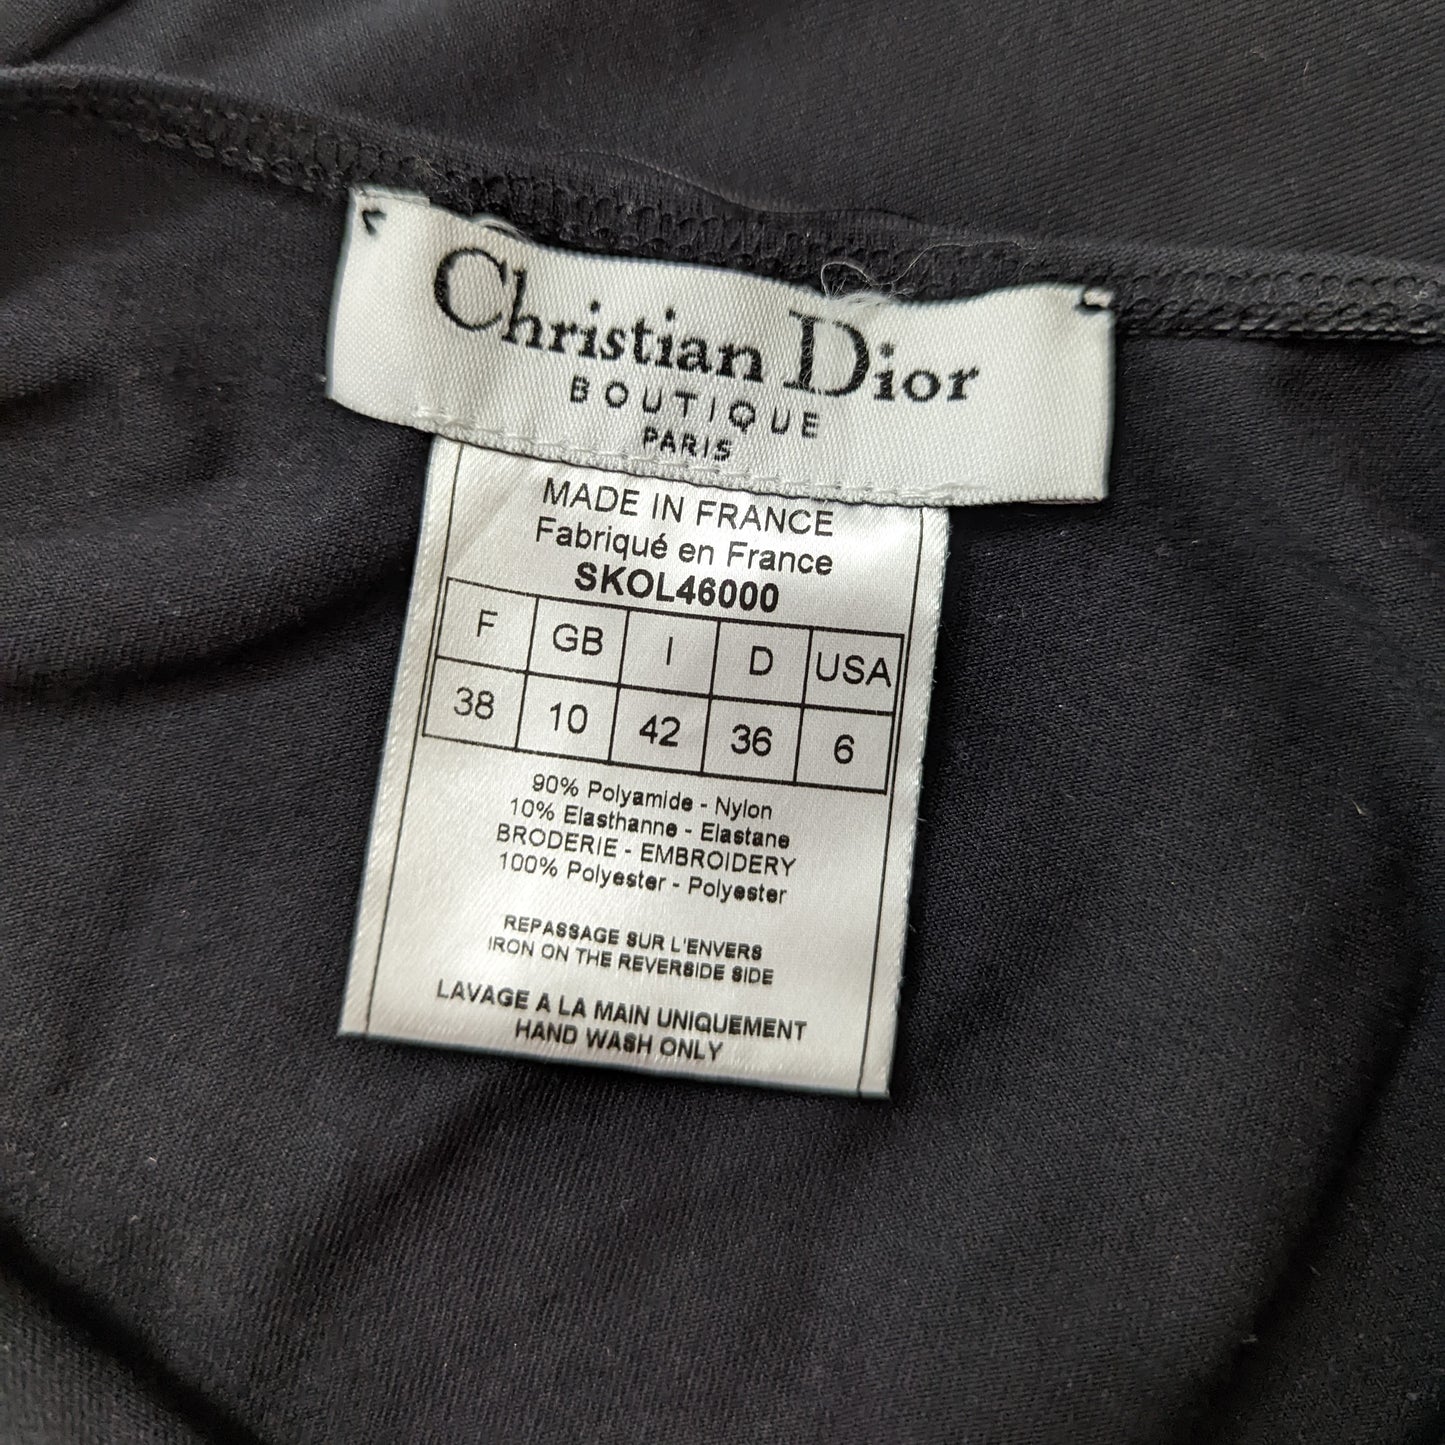 Christian Dior
BOUTIQUE
PARIS
MADE IN FRANCE
Fabriqué en France
SKOL46000
F GB I D USA
38 10 42 36 6
90% Polyamide - Nylon
10% Elasthanne - Elastane
BRODERIE - EMBROIDERY
100% Polyester - Polyester
REPASSAGE SUR L'ENVERS
IRON ON THE REVERSIDE SIDE
LAVAGE A LA MAIN UNIQUEMENT
HAND WASH ONLY